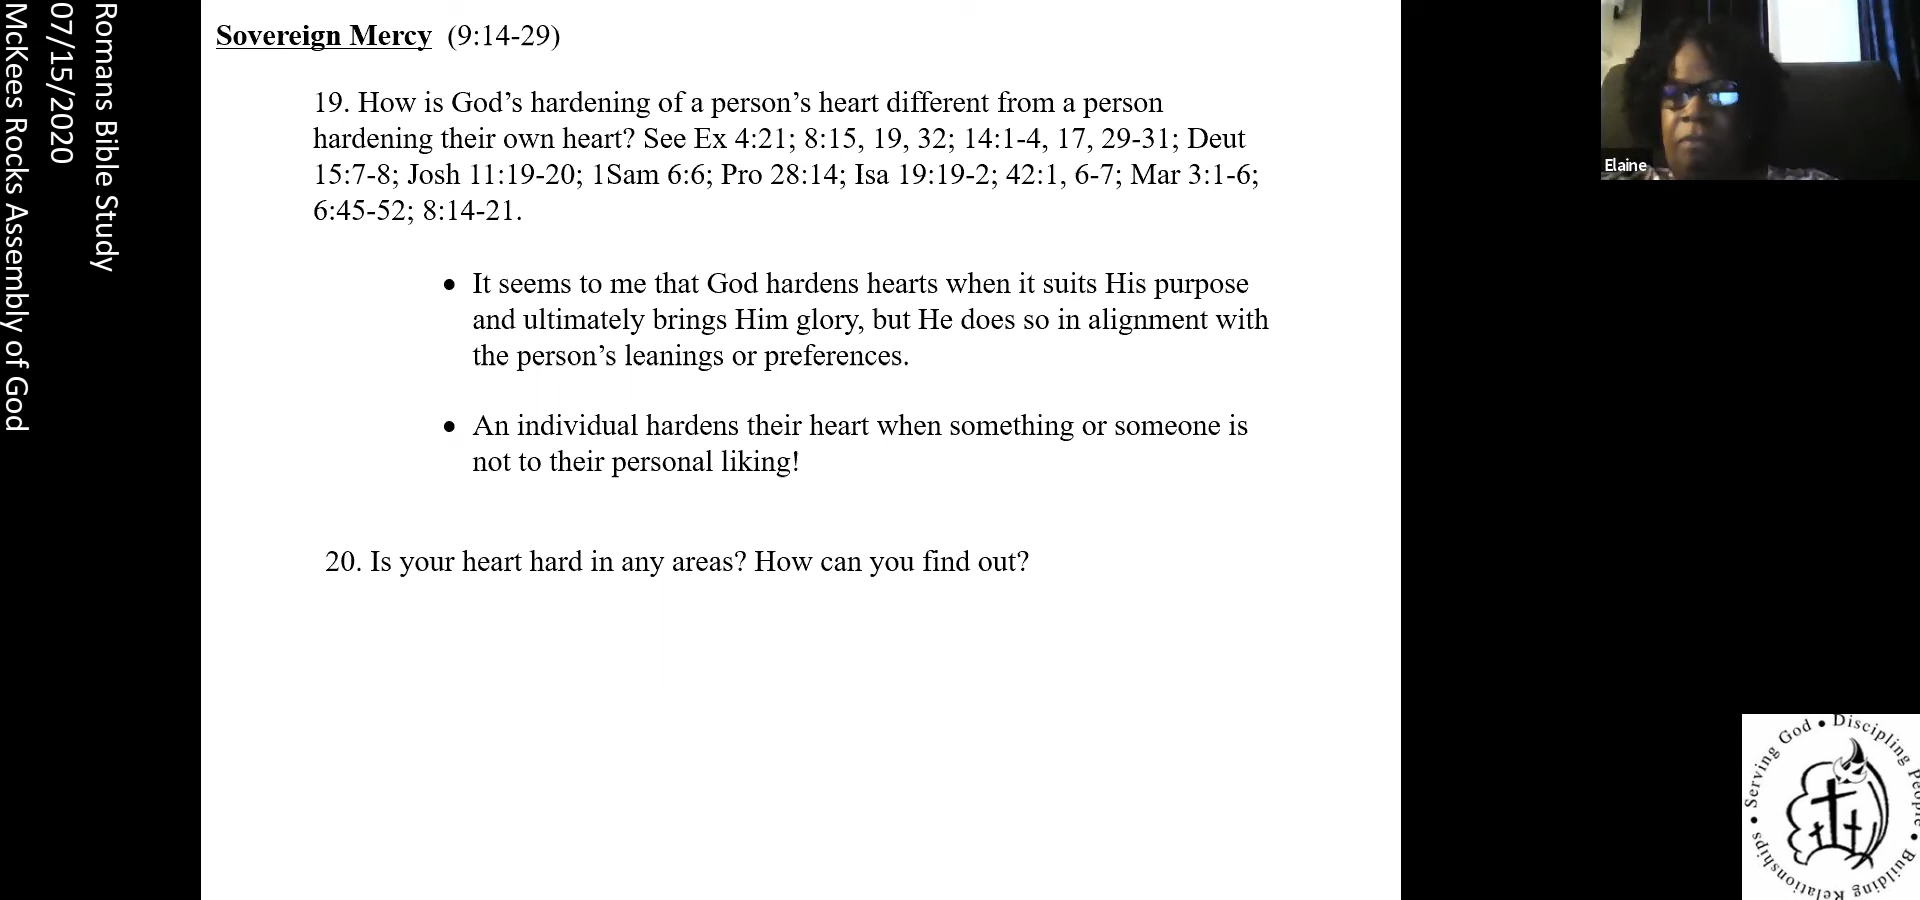 Romans Bible Study
07/15/2020
McKees Rocks Assembly of God
Sovereign Mercy (9:14-29)
19. How is God’s hardening of a person’s heart different from a person
hardening their own heart? See Ex 4:21; 8:15, 19, 32; 14:1-4, 17, 29-31; Deut
15:7-8; Josh 11:19-20; 1Sam 6:6; Pro 28:14; Isa 19:19-2; 42:1, 6-7; Mar 3:1-6;
6:45-52; 8:14-21.
• It seems to me that God hardens hearts when it suits His purpose
and ultimately brings Him glory, but He does so in alignment with
the person’s leanings or preferences.
• An individual hardens their heart when something or someone is
not to their personal liking!
20. Is your heart hard in any areas? How can you find out?
Elaine
Serving God • Discipling People • Building Relationships •